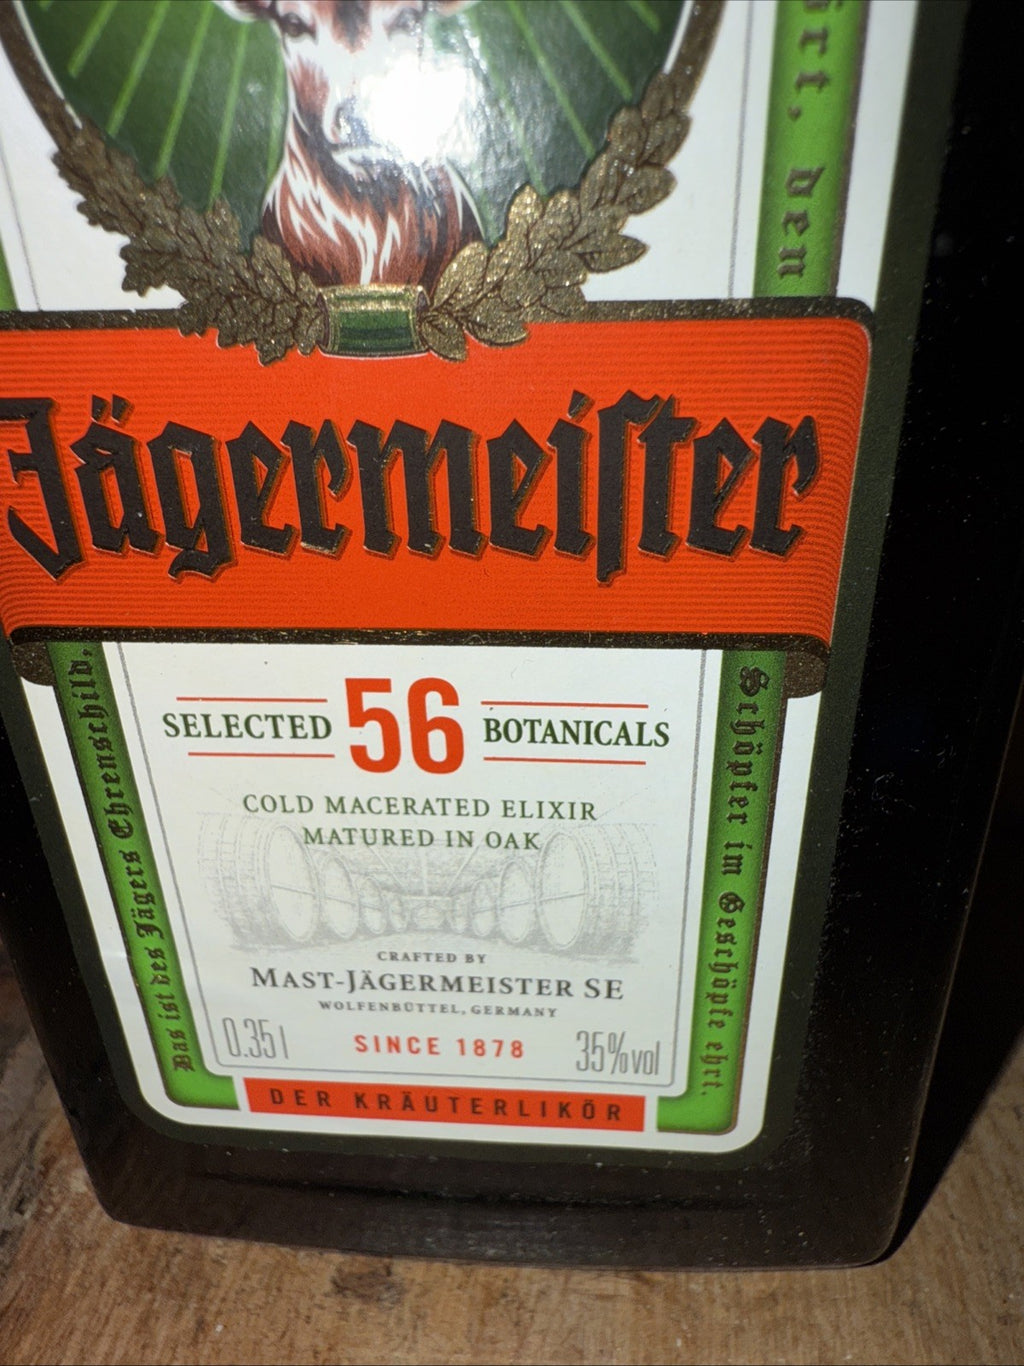 den
Jägermeiſter
Das ist des Jägers Ehrenschild,
SELECTED 56 BOTANICALS
COLD MACERATED ELIXIR
MATURED IN OAK
CRAFTED BY
MAST-JÄGERMEISTER SE
WOLFENBÜTTEL, GERMANY
0.35l SINCE 1878 35%vol
DER KRÄUTERLIKÖR
Schöpfer im Geschöpfe ehrt.